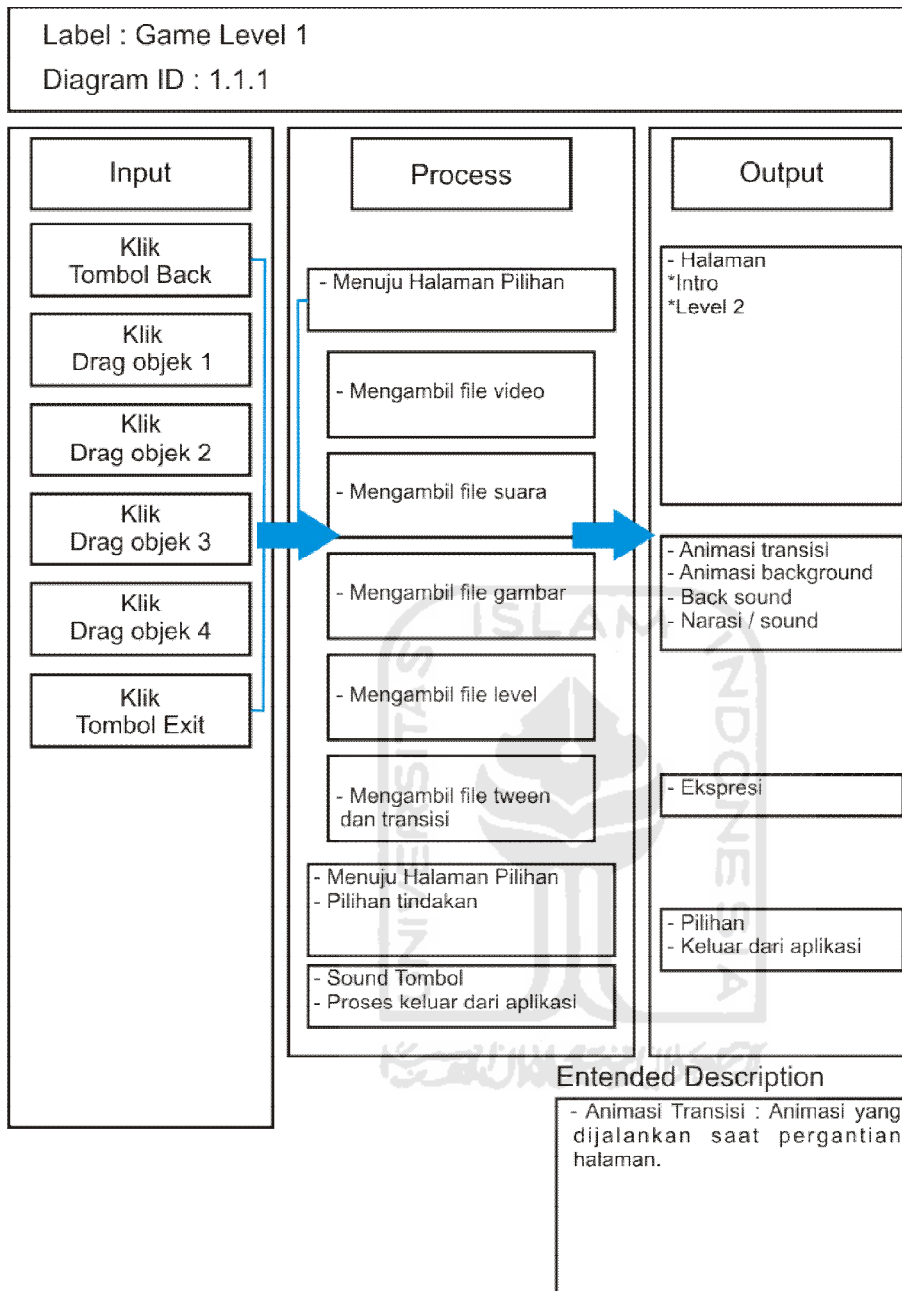 Label : Game Level 1
Diagram ID : 1.1.1
Input
Klik
Tombol Back
Klik
Drag objek 1
Klik
Drag objek 2
Klik
Drag objek 3
Klik
Drag objek 4
Klik
Tombol Exit
Process
- Menuju Halaman Pilihan
- Mengambil file video
- Mengambil file suara
- Mengambil file gambar
- Mengambil file level
- Mengambil file tween
dan transisi
- Menuju Halaman Pilihan
- Pilihan tindakan
- Sound Tombol
- Proses keluar dari aplikasi
Output
- Halaman
*Intro
*Level 2
- Animasi transisi
- Animasi background
- Back sound
- Narasi / sound
- Ekspresi
- Pilihan
- Keluar dari aplikasi
Entended Description
- Animasi Transisi : Animasi yang
dijalankan saat pergantian
halaman.
UNIVERSITAS
ISLAM
INDONESIA